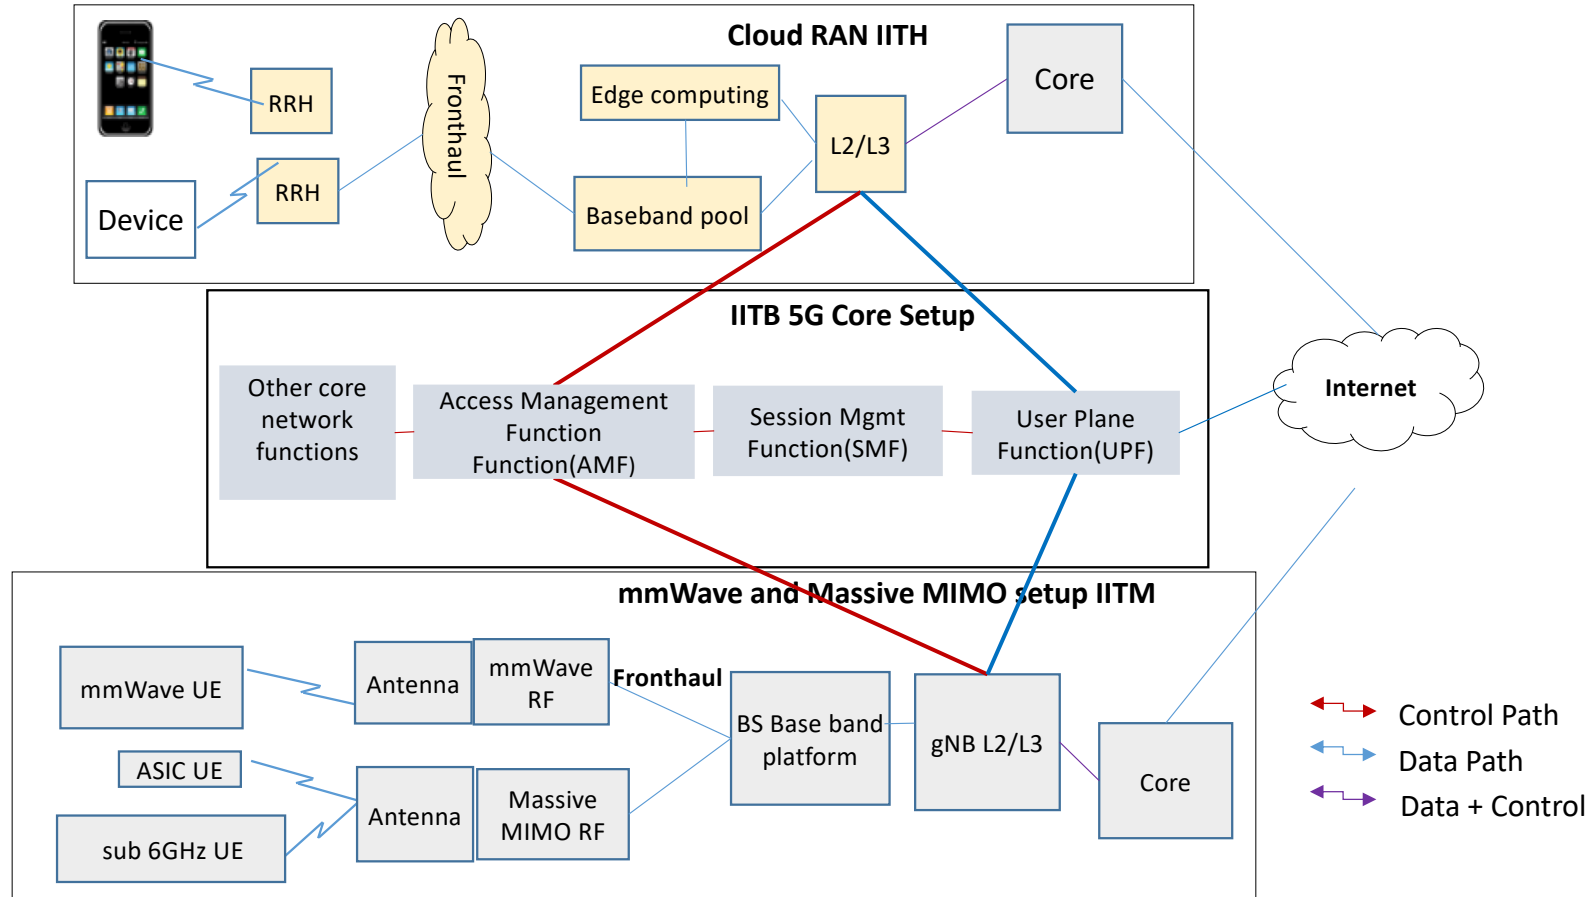 Cloud RAN IITH
RRH
RRH
Device
Fronthaul
Edge computing
Baseband pool
L2/L3
Core
IITB 5G Core Setup
Other core
network
functions
Access Management
Function
Function(AMF)
Session Mgmt
Function(SMF)
User Plane
Function(UPF)
Internet
mmWave and Massive MIMO setup IITM
mmWave UE
ASIC UE
sub 6GHz UE
Antenna
mmWave
RF
Antenna
Massive
MIMO RF
Fronthaul
BS Base band
platform
gNB L2/L3
Core
Control Path
Data Path
Data + Control